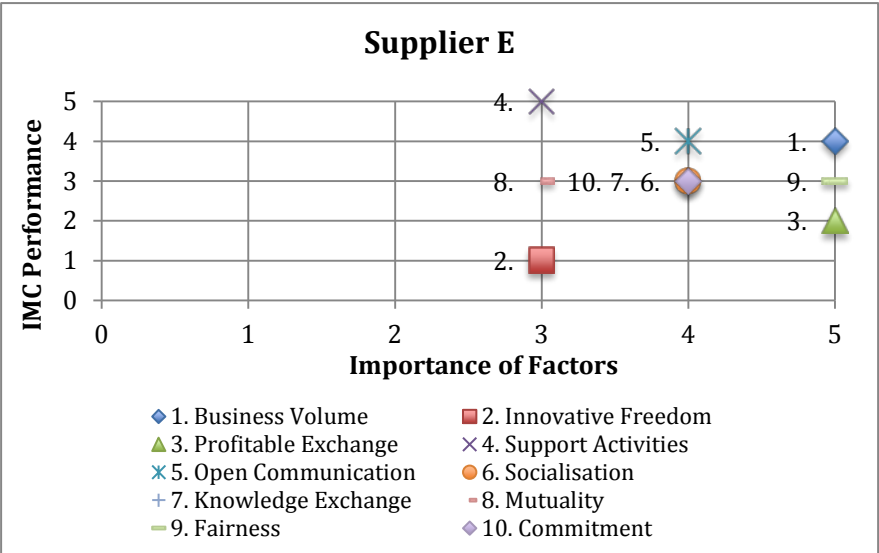 Supplier E
IMC Performance
5
4
3
2
1
0
4.
5.
1.
8.
10. 7. 6.
9.
3.
2.
0 1 2 3 4 5
Importance of Factors
1. Business Volume
2. Innovative Freedom
3. Profitable Exchange
4. Support Activities
5. Open Communication
6. Socialisation
7. Knowledge Exchange
8. Mutuality
9. Fairness
10. Commitment